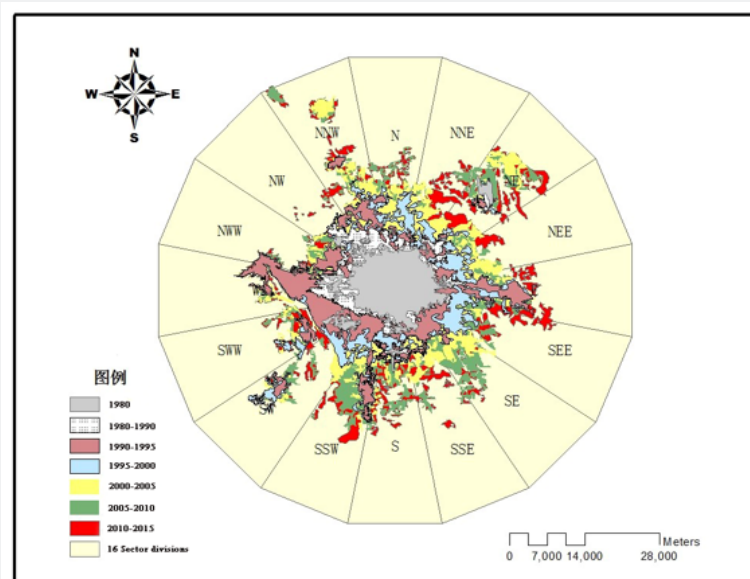 N
W E
S
N
NNW NNE
NW NE
NWW NEE
W E
SWW SEE
SW SE
SSW SSE
S
图例
1980
1980-1990
1990-1995
1995-2000
2000-2005
2005-2010
2010-2015
16 Sector divisions
Meters
0 7,000 14,000 28,000